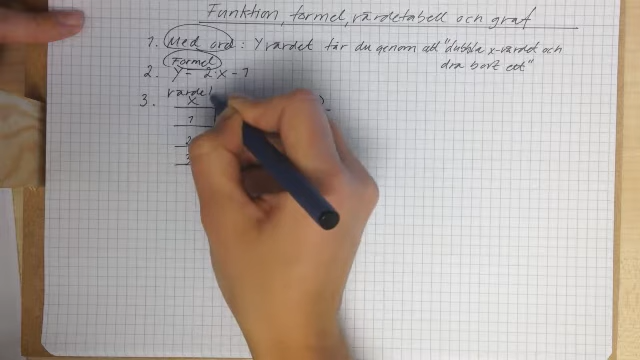 Funktion, formel, värdetabell och graf
1. Med ord: Y värdet får du genom att "dubbla x-värdet och
dra bort ett"
Formel
2. Y = 2·x - 1
värdet
3. x
1
2
3